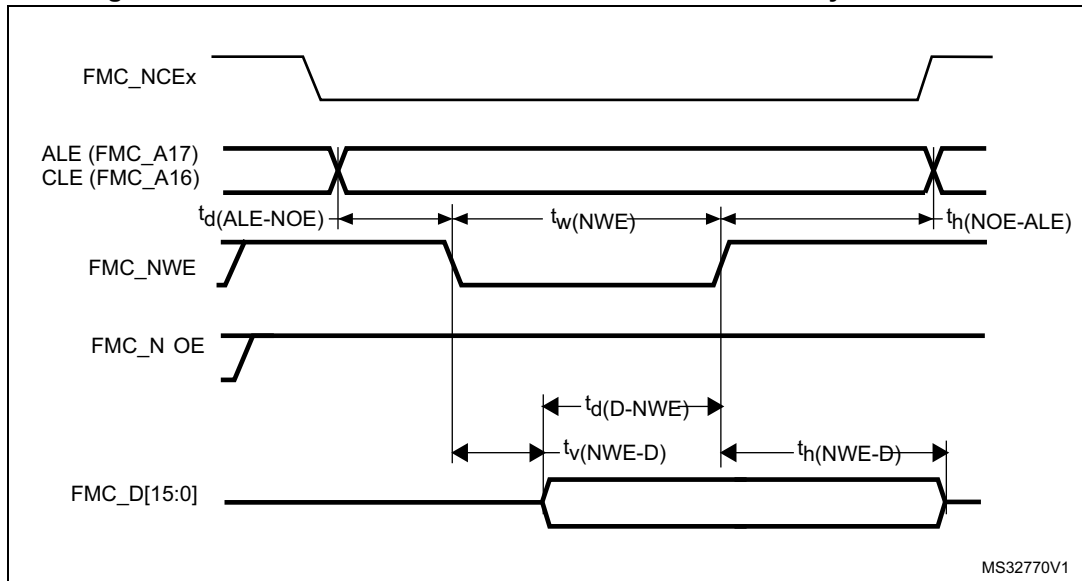 FMC_NCEx
ALE (FMC_A17)
CLE (FMC_A16)
td(ALE-NOE) tw(NWE) th(NOE-ALE)
FMC_NWE
FMC_N OE
td(D-NWE)
tv(NWE-D) th(NWE-D)
FMC_D[15:0]
MS32770V1